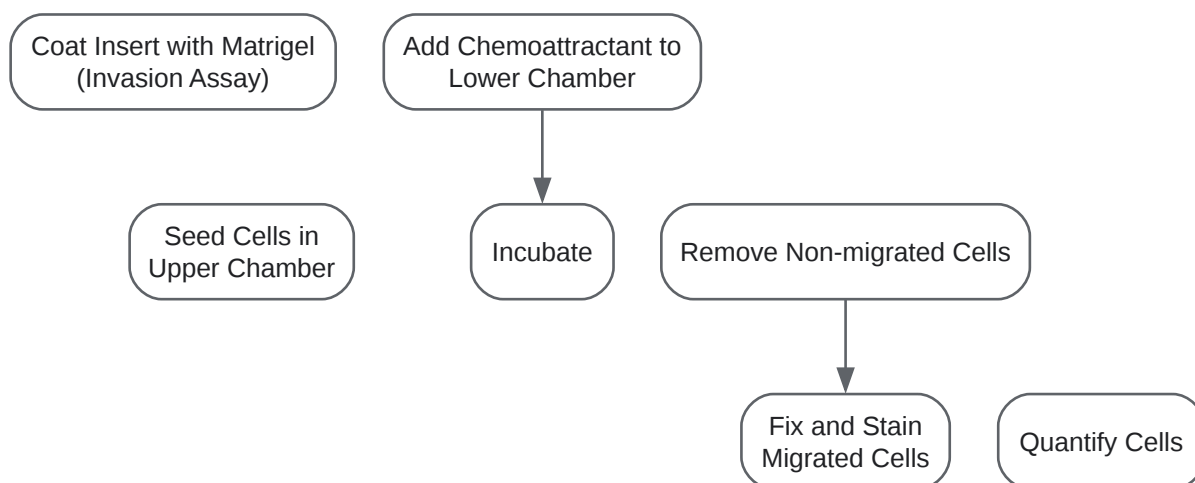 Coat Insert with Matrigel
(Invasion Assay)
Add Chemoattractant to
Lower Chamber
Seed Cells in
Upper Chamber
Incubate
Remove Non-migrated Cells
Fix and Stain
Migrated Cells
Quantify Cells